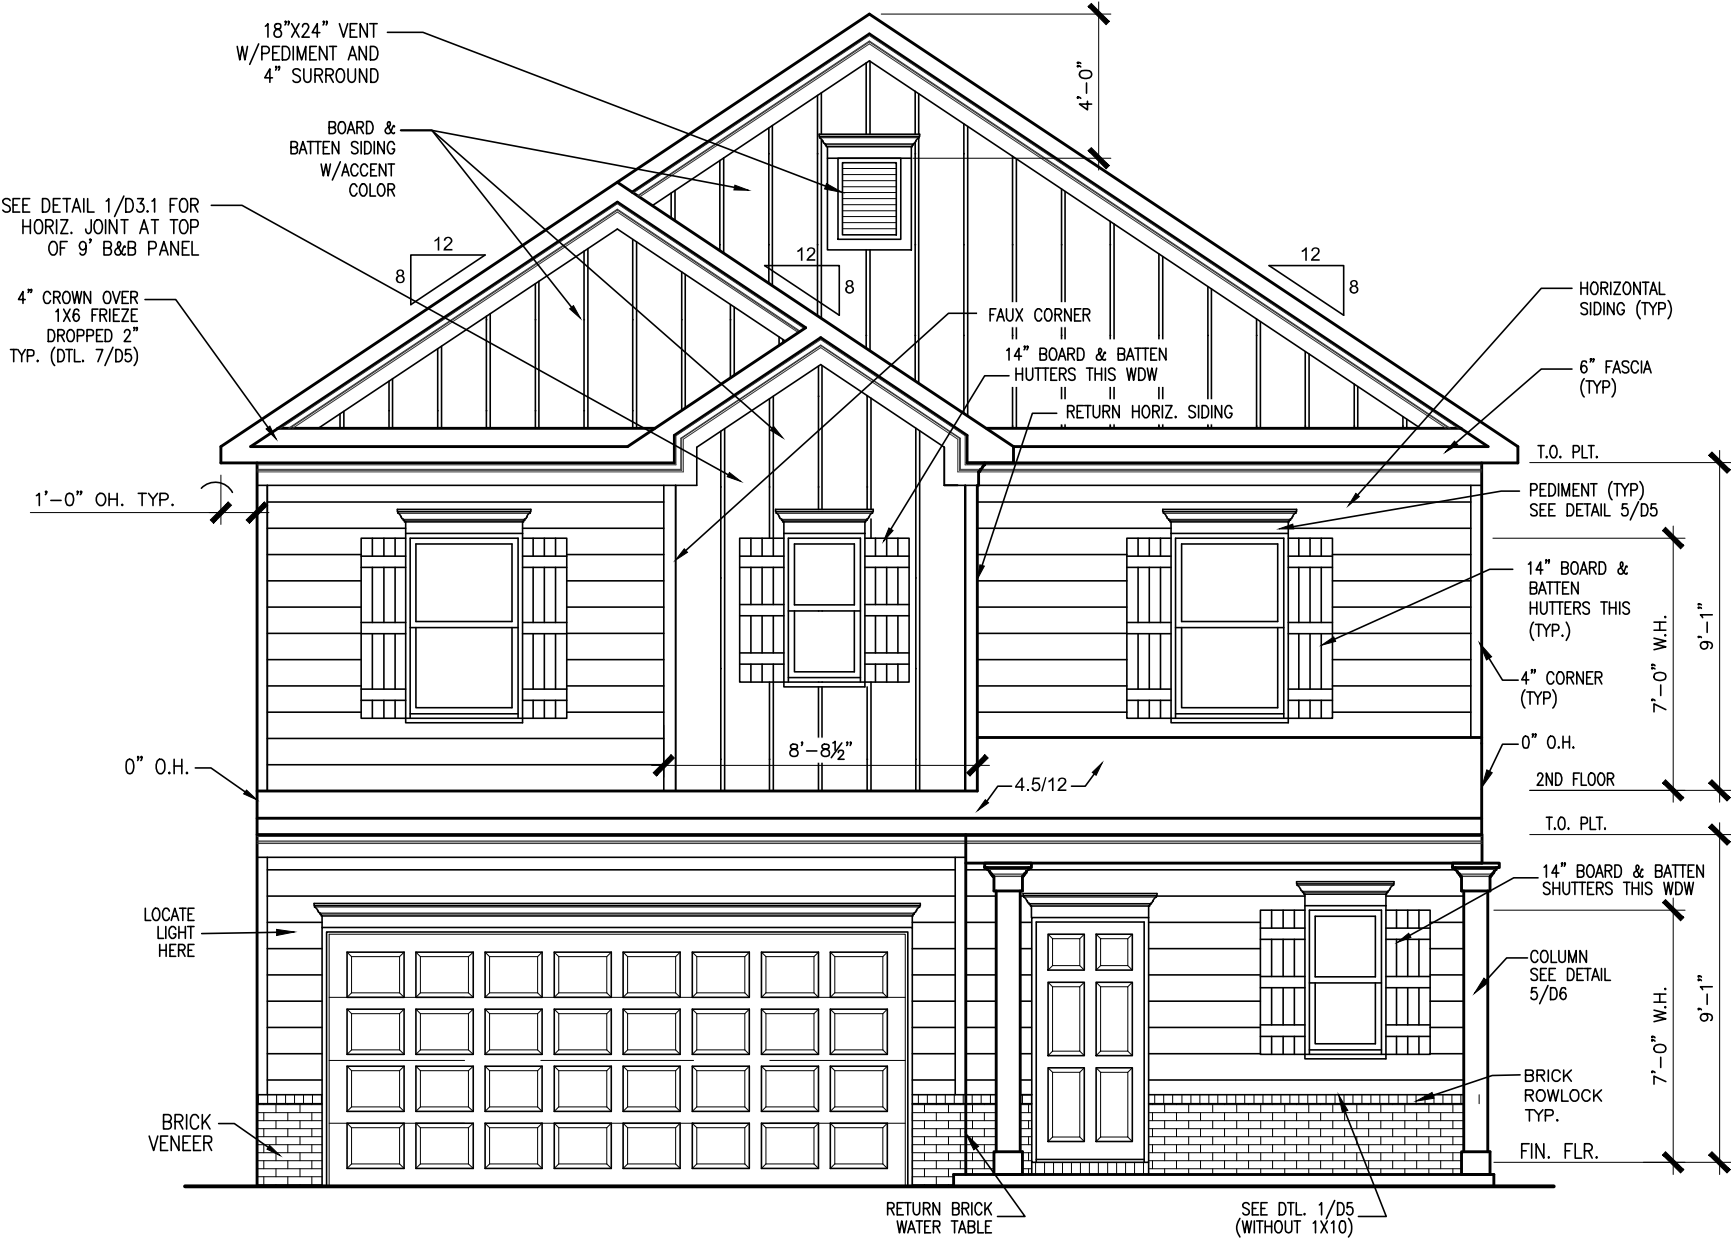 18”X24” VENT
W/PEDIMENT AND
4” SURROUND
4’-0”
BOARD &
BATTEN SIDING
W/ACCENT
COLOR
SEE DETAIL 1/D3.1 FOR
HORIZ. JOINT AT TOP
OF 9’ B&B PANEL
12
8
12
8
12
8
4” CROWN OVER
1X6 FRIEZE
DROPPED 2”
TYP. (DTL. 7/D5)
FAUX CORNER
14” BOARD & BATTEN
HUTTERS THIS WDW
RETURN HORIZ. SIDING
HORIZONTAL
SIDING (TYP)
6” FASCIA
(TYP)
T.O. PLT.
1’-0” OH. TYP.
PEDIMENT (TYP)
SEE DETAIL 5/D5
14” BOARD &
BATTEN
HUTTERS THIS
(TYP.)
7’-0” W.H.
9’-1”
4” CORNER
(TYP)
8’-8½”
0” O.H.
0” O.H.
4.5/12
2ND FLOOR
T.O. PLT.
14” BOARD & BATTEN
SHUTTERS THIS WDW
LOCATE
LIGHT
HERE
COLUMN
SEE DETAIL
5/D6
7’-0” W.H.
9’-1”
BRICK
ROWLOCK
TYP.
BRICK
VENEER
FIN. FLR.
RETURN BRICK
WATER TABLE
SEE DTL. 1/D5
(WITHOUT 1X10)